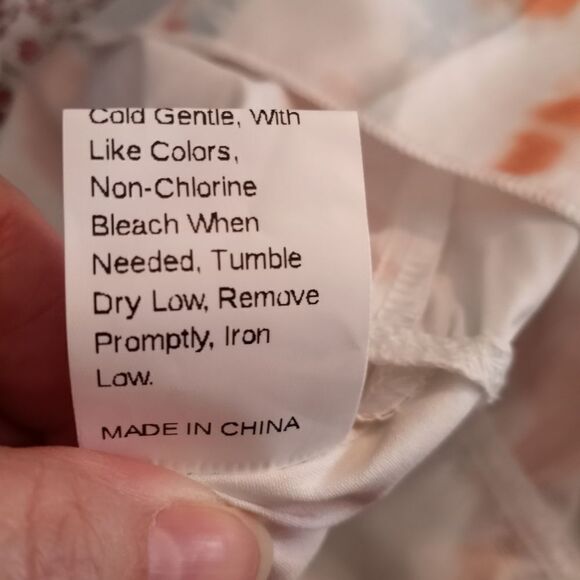 Cold Gentle, With
Like Colors,
Non-Chlorine
Bleach When
Needed, Tumble
Dry Low, Remove
Promptly, Iron
Low.
MADE IN CHINA